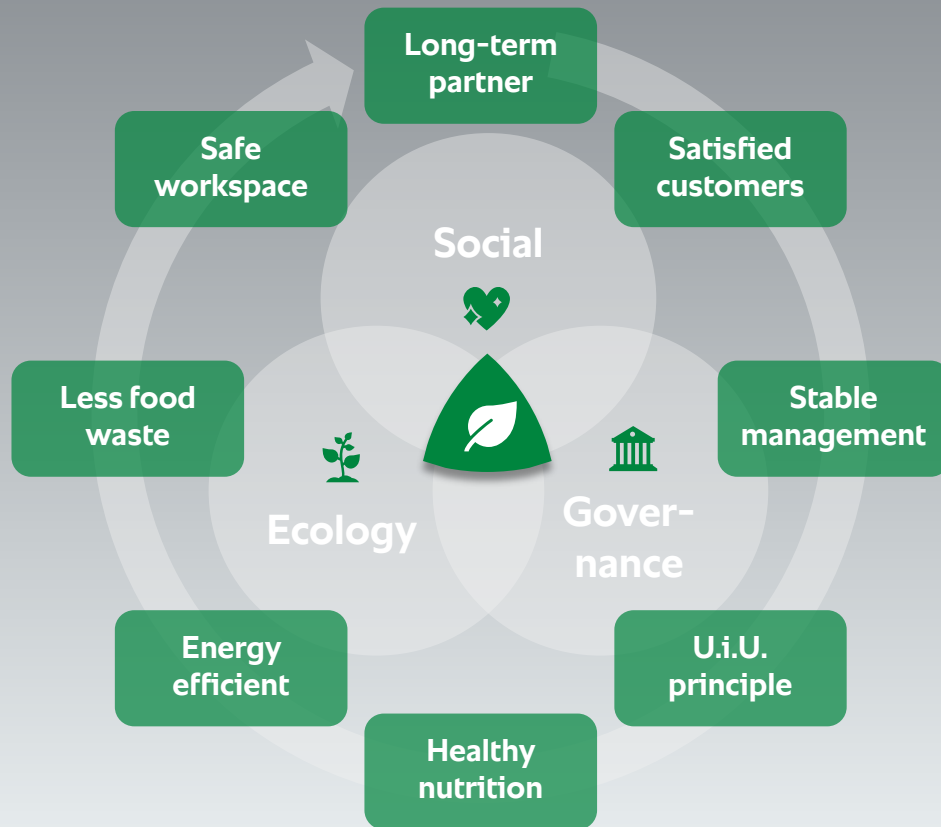 Long-term
partner
Safe
workspace
Satisfied
customers
Social
Less food
waste
Stable
management
Ecology
Gover-
nance
Energy
efficient
U.i.U.
principle
Healthy
nutrition